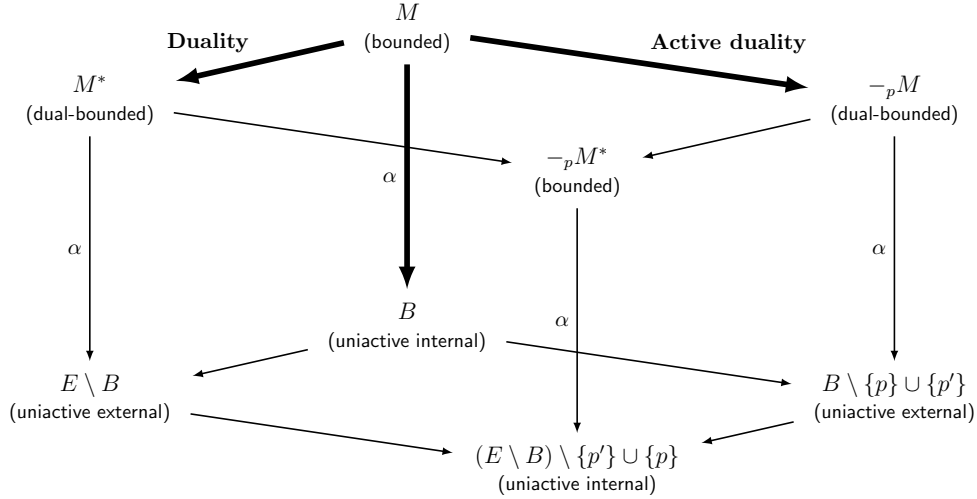 M
(bounded)
Duality
Active duality
M*
(dual-bounded)
−ₚM
(dual-bounded)
−ₚM*
(bounded)
α
α
α
α
B
(uniactive internal)
E \ B
(uniactive external)
B \ {p} ∪ {p′}
(uniactive external)
(E \ B) \ {p′} ∪ {p}
(uniactive internal)